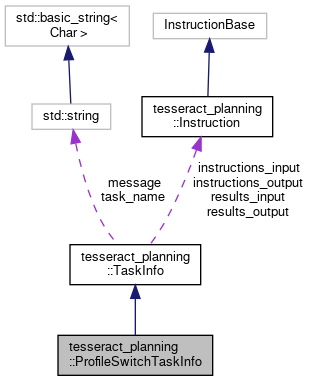 std::basic_string<
Char >
InstructionBase
std::string
tesseract_planning
::Instruction
message
task_name
instructions_input
instructions_output
results_input
results_output
tesseract_planning
::TaskInfo
tesseract_planning
::ProfileSwitchTaskInfo